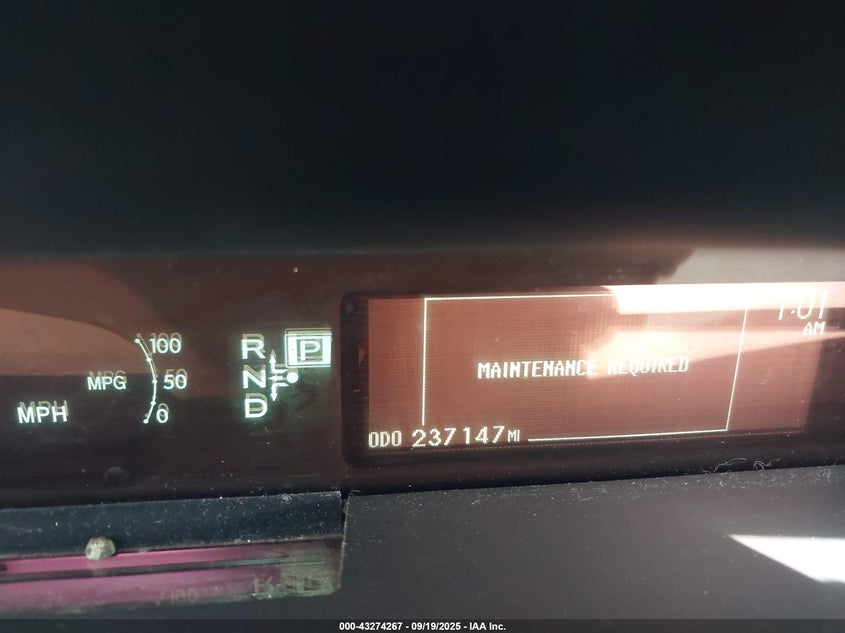 1:01
AM
100
R P
MPG 50
N
MAINTENANCE REQUIRED
MPH
0
D
ODO 237147 MI
000-43274267 - 09/19/2025 - IAA Inc.